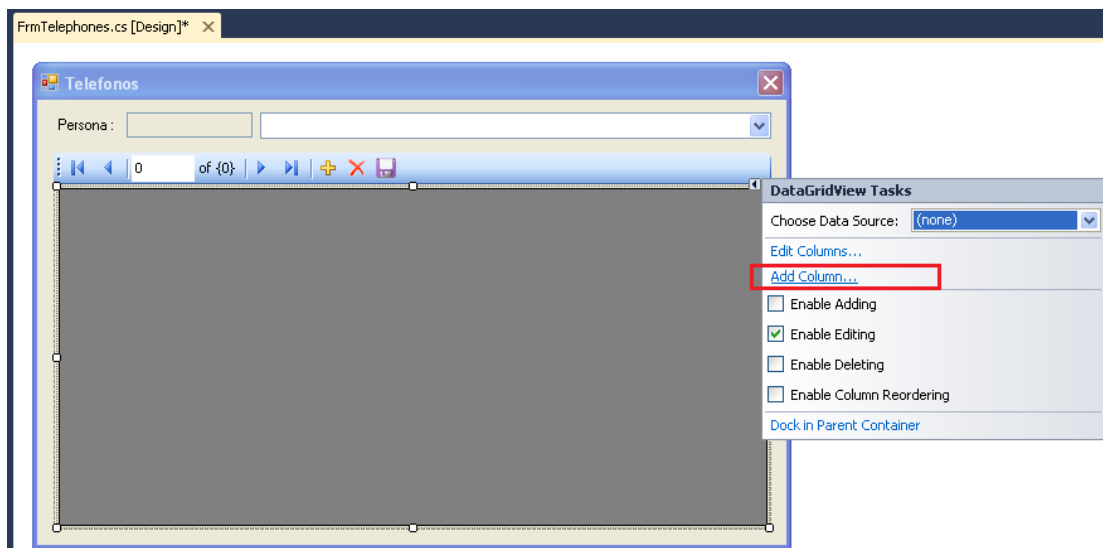 FrmTelephones.cs [Design]*
Telefonos
Persona :
0 of {0}
DataGridView Tasks
Choose Data Source: (none)
Edit Columns...
Add Column...
Enable Adding
Enable Editing
Enable Deleting
Enable Column Reordering
Dock in Parent Container